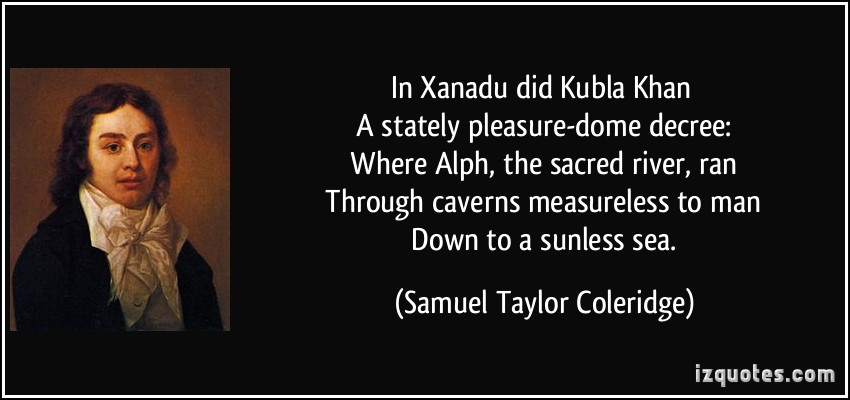 In Xanadu did Kubla Khan
A stately pleasure-dome decree:
Where Alph, the sacred river, ran
Through caverns measureless to man
Down to a sunless sea.
(Samuel Taylor Coleridge)
izquotes.com